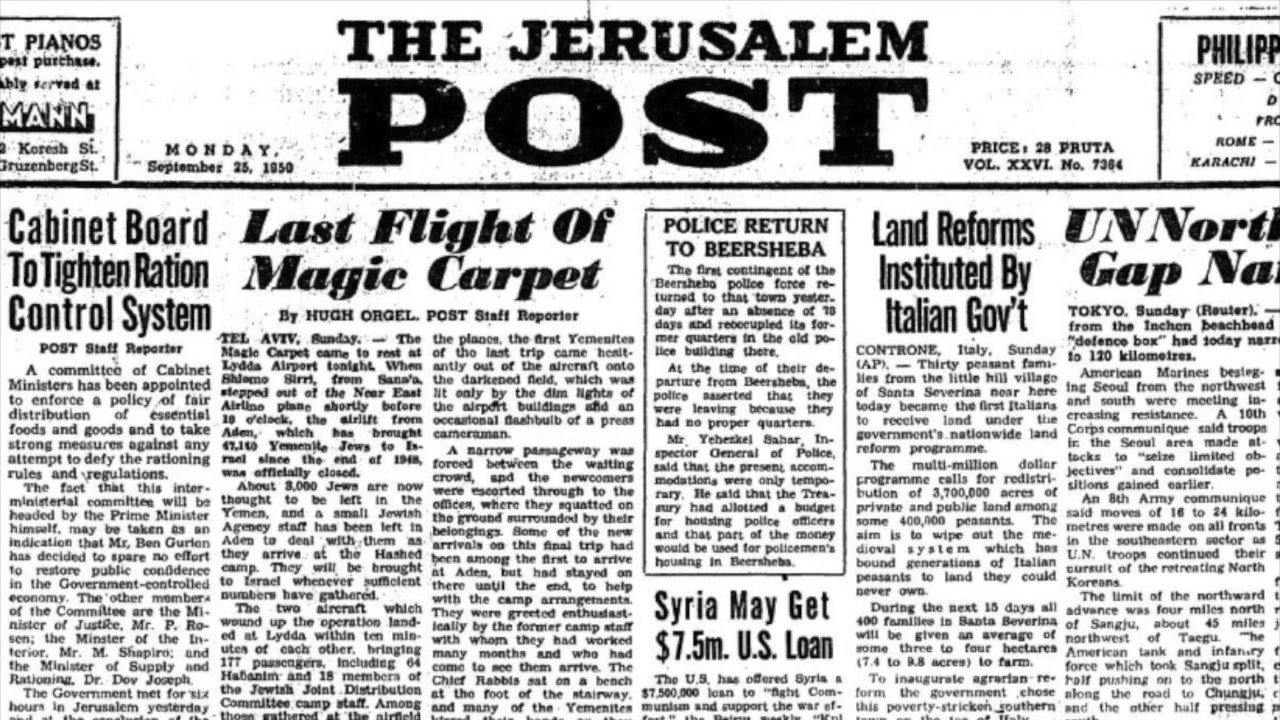 T PIANOS
pest purchase.
ably served at
MANN
2 Koresh St.
GruzenbergSt.
THE JERUSALEM
POST
MONDAY,
September 25, 1950
PRICE: 28 PRUTA
VOL. XXVI. No. 7364
PHILIPP
SPEED —
ROME —
KARACHI —
Cabinet Board
To Tighten Ration
Control System
POST Staff Reporter
A committee of Cabinet
Ministers has been appointed
to enforce a policy of fair
distribution of essential
foods and goods and to take
strong measures against any
attempt to defy the rationing
rules and regulations.
The fact that this inter-
ministerial committee will be
headed by the Prime Minister
himself, may be taken as an
indication that Mr. Ben Gurion
has decided to spare no effort
to restore public confidence
in the Government-controlled
economy. The other members
of the Committee are the Mi-
nister of Justice, Mr. P. Ro-
sen; the Minster of the In-
terior, Mr. M. Shapiro; and
the Minister of Supply and
Rationing, Dr. Dov Joseph.
The Government met for six
hours in Jerusalem yesterday
Last Flight Of
Magic Carpet
By HUGH ORGEL, POST Staff Reporter
TEL AVIV, Sunday. — The
Magic Carpet came to rest at
Lydda Airport tonight. When
Shlomo Sirri, from Sana'a,
stepped out of the Near East
Airline plane shortly before
10 o'clock, the airlift from
Aden, which has brought
47,140 Yemenite Jews to Is-
rael since the end of 1948,
was officially closed.
About 3,000 Jews are now
thought to be left in the
Yemen, and a small Jewish
Agency staff has been left in
Aden to deal with them as
they arrive at the Hashed
camp. They will be brought
to Israel whenever sufficient
numbers have gathered.
The two aircraft which
wound up the operation land-
ed at Lydda within ten min-
utes of each other, bringing
177 passengers, including 64
Habanim and 18 members of
the Jewish Joint Distribution
Committee camp staff. Among
those gathered at the airfield
the planes, the first Yemenites
of the last trip came hesit-
antly out of the aircraft onto
the darkened field, which was
lit only by the dim lights of
the airport buildings and an
occasional flashbulb of a press
cameraman.
A narrow passageway was
forced between the waiting
crowd, and the newcomers
were escorted through to the
offices, where they squatted on
the ground surrounded by their
belongings. Some of the new
arrivals on this final trip had
been among the first to arrive
at Aden, but had stayed on
there until the end, to help
with the camp arrangements.
They were greeted enthusiast-
ically by the former camp staff
with whom they had worked
many months and who had
come to see them arrive. The
Chief Rabbis sat on a bench
at the foot of the stairway,
and many of the Yemenites
POLICE RETURN
TO BEERSHEBA
The first contingent of the
Beersheba police force re-
turned to that town yester-
day after an absence of 78
days and reoccupied its for-
mer quarters in the old po-
lice building there.
At the time of their de-
parture from Beersheba, the
police asserted that they
were leaving because they
had no proper quarters.
Mr. Yehezkel Sahar, In-
spector General of Police,
said that the present accom-
modations were only tempo-
rary. He said that the Trea-
sury had allotted a budget
for housing police officers
and that part of the money
would be used for policemen's
housing in Beersheba.
Syria May Get
$7.5m. U.S. Loan
The U.S. has offered Syria a
$7,500,000 loan to "fight Com-
munism and support the war ef-
Land Reforms
Instituted By
Italian Gov't
CONTRONE, Italy, Sunday
(AP). — Thirty peasant fami-
lies from the little hill village
of Santa Severina near here
today became the first Italians
to receive land under the
government's nationwide land
reform programme.
The multi-million dollar
programme calls for redistri-
bution of 3,700,000 acres of
private and public land among
some 400,000 peasants. The
aim is to wipe out the me-
dieval system which has
bound generations of Italian
peasants to land they could
never own.
During the next 15 days all
400 families in Santa Severina
will be given an average of
some three to four hectares
(7.4 to 9.8 acres) to farm.
To inaugurate agrarian re-
form the government chose
this poverty-stricken southern
UN North
Gap Na
TOKYO, Sunday (Reuter). —
from the Inchon beachhead
"defence box" had today narr
to 120 kilometres.
American Marines besieg-
ing Seoul from the northwest
and south were meeting in-
creasing resistance. A 10th
Corps communique said troops
in the Seoul area made at-
tacks to "seize limited ob-
jectives" and consolidate po-
sitions gained earlier.
An 8th Army communique
said moves of 16 to 24 kilo-
metres were made on all fronts
in the southeastern sector as
U.N. troops continued their
pursuit of the retreating North
Koreans.
The limit of the northward
advance was four miles north
of Sangju, about 45 miles
northwest of Taegu. The
American tank and infantry
force which took Sangju split,
half pushing on to the north
along the road to Chungju,
and the other half pressing